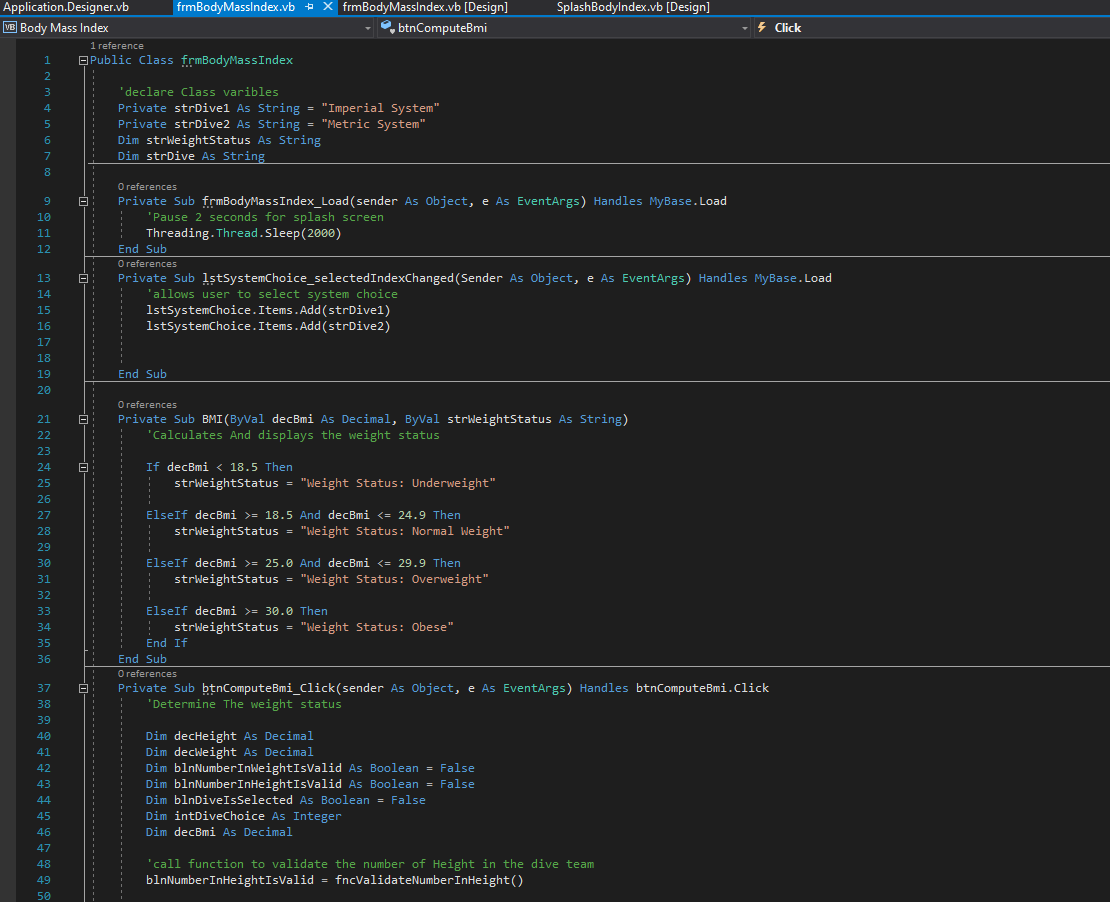 Application.Designer.vb frmBodyMassIndex.vb frmBodyMassIndex.vb [Design] SplashBodyIndex.vb [Design]
VB Body Mass Index btnComputeBmi Click
1 reference
1 Public Class frmBodyMassIndex
2
3 'declare Class varibles
4 Private strDive1 As String = "Imperial System"
5 Private strDive2 As String = "Metric System"
6 Dim strWeightStatus As String
7 Dim strDive As String
8
0 references
9 Private Sub frmBodyMassIndex_Load(sender As Object, e As EventArgs) Handles MyBase.Load
10 'Pause 2 seconds for splash screen
11 Threading.Thread.Sleep(2000)
12 End Sub
0 references
13 Private Sub lstSystemChoice_selectedIndexChanged(Sender As Object, e As EventArgs) Handles MyBase.Load
14 'allows user to select system choice
15 lstSystemChoice.Items.Add(strDive1)
16 lstSystemChoice.Items.Add(strDive2)
17
18
19 End Sub
20
0 references
21 Private Sub BMI(ByVal decBmi As Decimal, ByVal strWeightStatus As String)
22 'Calculates And displays the weight status
23
24 If decBmi < 18.5 Then
25 strWeightStatus = "Weight Status: Underweight"
26
27 ElseIf decBmi >= 18.5 And decBmi <= 24.9 Then
28 strWeightStatus = "Weight Status: Normal Weight"
29
30 ElseIf decBmi >= 25.0 And decBmi <= 29.9 Then
31 strWeightStatus = "Weight Status: Overweight"
32
33 ElseIf decBmi >= 30.0 Then
34 strWeightStatus = "Weight Status: Obese"
35 End If
36 End Sub
0 references
37 Private Sub btnComputeBmi_Click(sender As Object, e As EventArgs) Handles btnComputeBmi.Click
38 'Determine The weight status
39
40 Dim decHeight As Decimal
41 Dim decWeight As Decimal
42 Dim blnNumberInWeightIsValid As Boolean = False
43 Dim blnNumberInHeightIsValid As Boolean = False
44 Dim blnDiveIsSelected As Boolean = False
45 Dim intDiveChoice As Integer
46 Dim decBmi As Decimal
47
48 'call function to validate the number of Height in the dive team
49 blnNumberInHeightIsValid = fncValidateNumberInHeight()
50